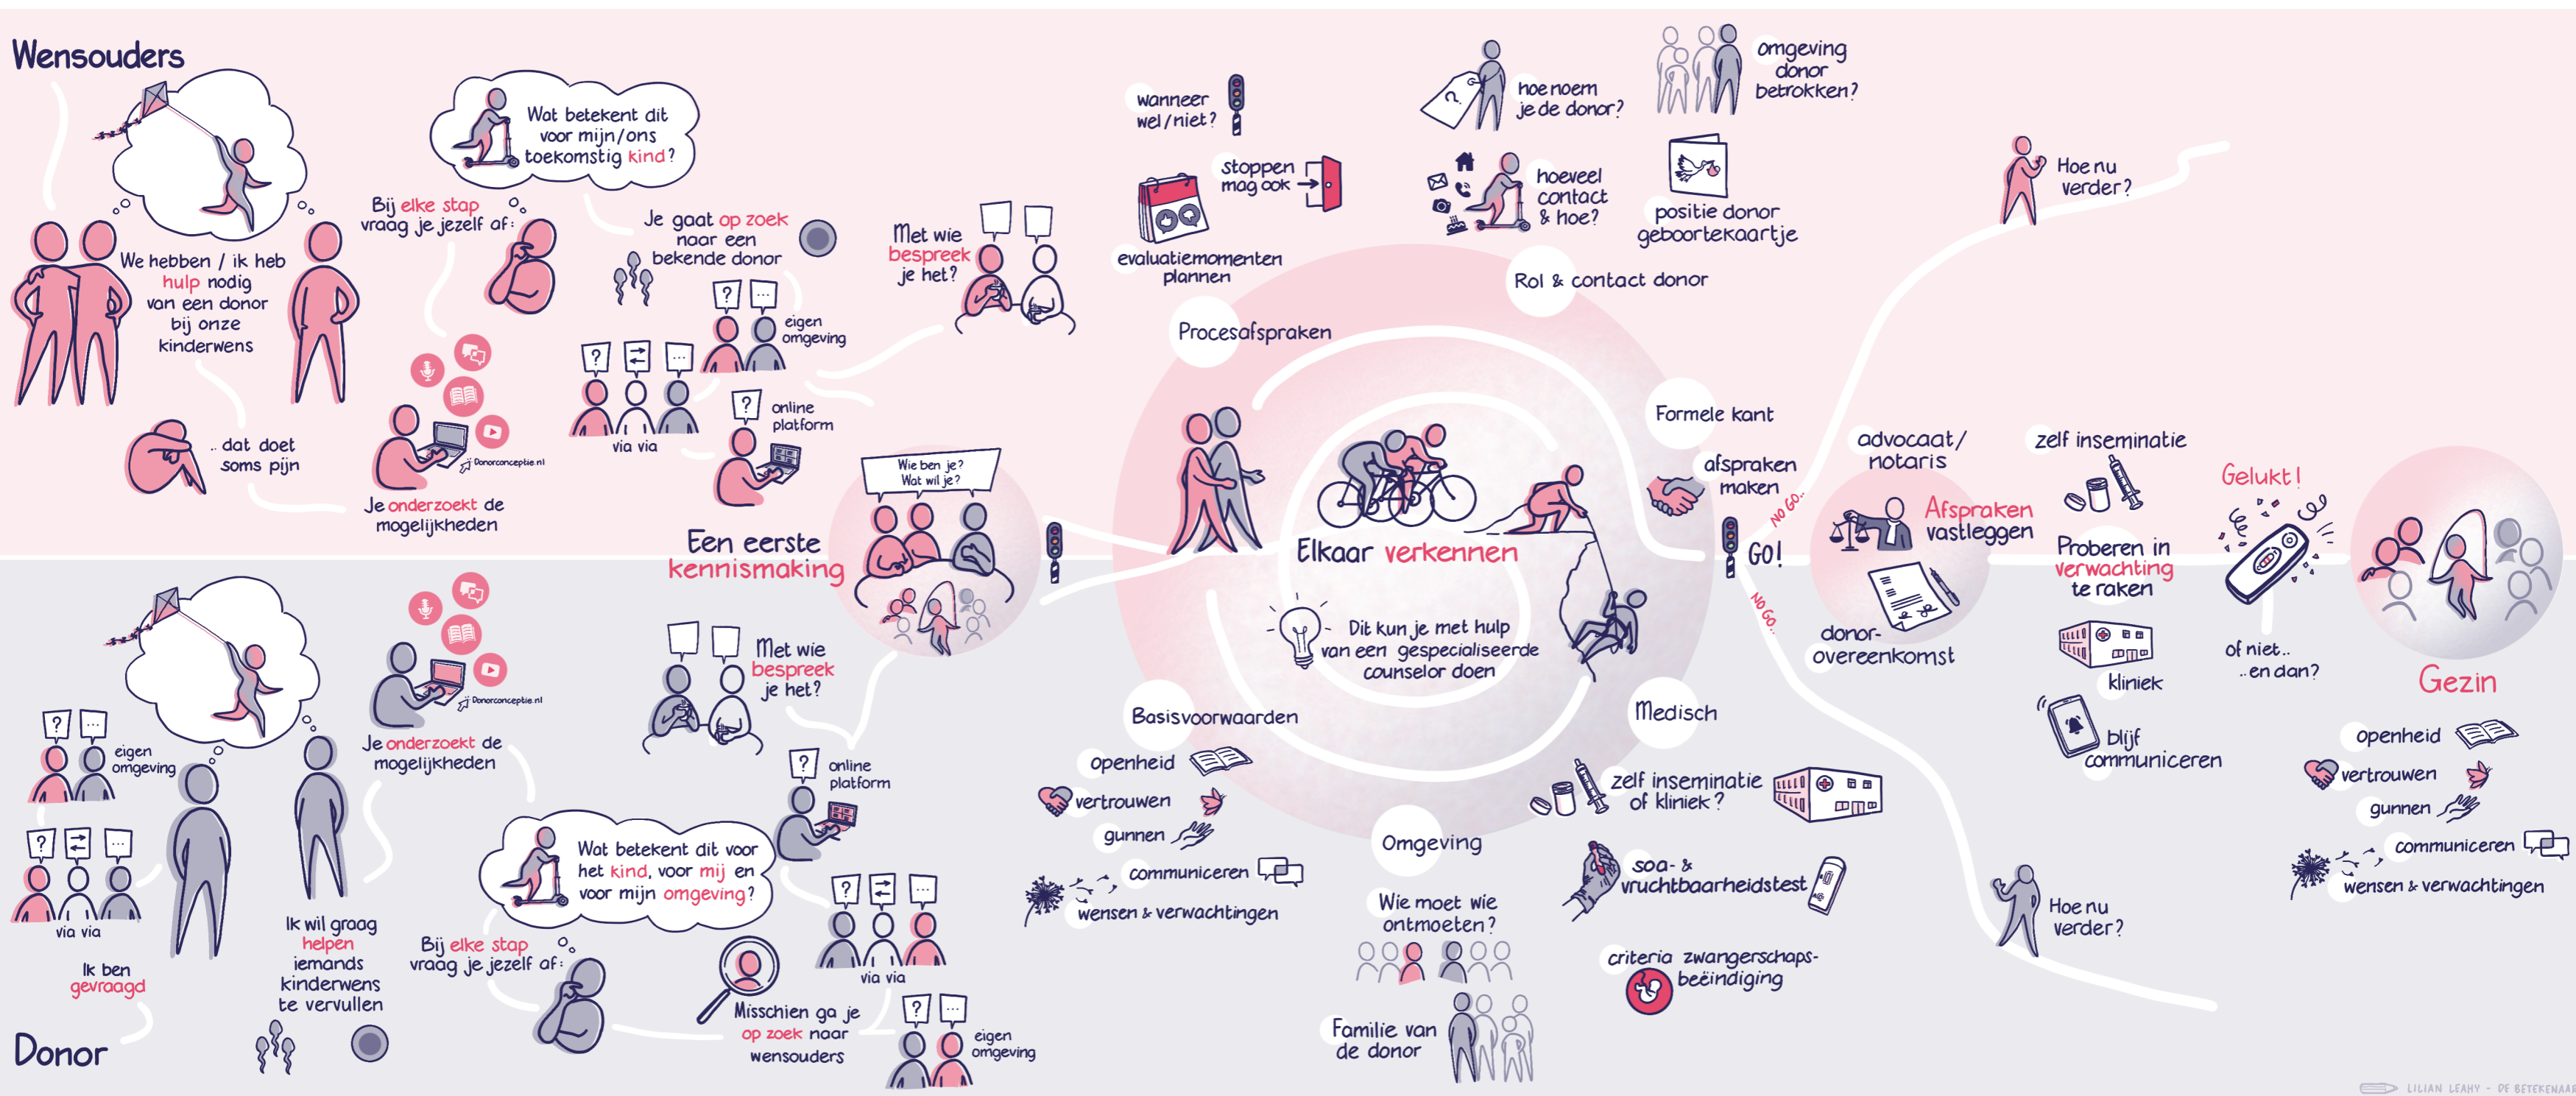 Wensouders
We hebben / ik heb
hulp nodig
van een donor
bij onze
kinderwens
.. dat doet
soms pijn
Bij elke stap
vraag je jezelf af:
Wat betekent dit
voor mijn/ons
toekomstig kind?
Donorconceptie.nl
Je onderzoekt de
mogelijkheden
Je gaat op zoek
naar een
bekende donor
?
...
eigen
omgeving
?
...
via via
?
online
platform
Met wie
bespreek
je het?
Een eerste
kennismaking
Wie ben je?
Wat wil je?
Donor
?
...
eigen
omgeving
?
...
via via
Ik ben
gevraagd
Ik wil graag
helpen
iemands
kinderwens
te vervullen
Donorconceptie.nl
Je onderzoekt de
mogelijkheden
Bij elke stap
vraag je jezelf af:
Wat betekent dit voor
het kind, voor mij en
voor mijn omgeving?
Misschien ga je
op zoek naar
wensouders
Met wie
bespreek
je het?
?
online
platform
?
...
via via
?
...
eigen
omgeving
wanneer
wel/niet?
stoppen
mag ook
evaluatiemomenten
plannen
Procesafspraken
hoe noem
je de donor?
?
omgeving
donor
betrokken?
hoeveel
contact
& hoe?
positie donor
geboortekaartje
Rol & contact donor
Formele kant
afspraken
maken
Elkaar verkennen
Dit kun je met hulp
van een gespecialiseerde
counselor doen
Basisvoorwaarden
openheid
vertrouwen
gunnen
communiceren
wensen & verwachtingen
Omgeving
Wie moet wie
ontmoeten?
Familie van
de donor
Medisch
zelf inseminatie
of kliniek?
soa- &
vruchtbaarheidstest
criteria zwangerschaps-
beëindiging
NO GO..
GO!
NO GO..
Hoe nu
verder?
Hoe nu
verder?
advocaat/
notaris
Afspraken
vastleggen
donor-
overeenkomst
zelf inseminatie
Proberen in
verwachting
te raken
kliniek
blijf
communiceren
Gelukt!
of niet..
..en dan?
Gezin
openheid
vertrouwen
gunnen
communiceren
wensen & verwachtingen
LILIAN LEAHY - DE BETEKENAAR